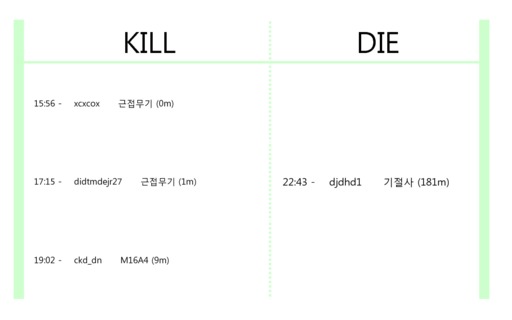 KILL
DIE
15:56 - xcxcox 근접무기 (0m)
17:15 - didtmdejr27 근접무기 (1m)
22:43 - djdhd1 기절사 (181m)
19:02 - ckd_dn M16A4 (9m)